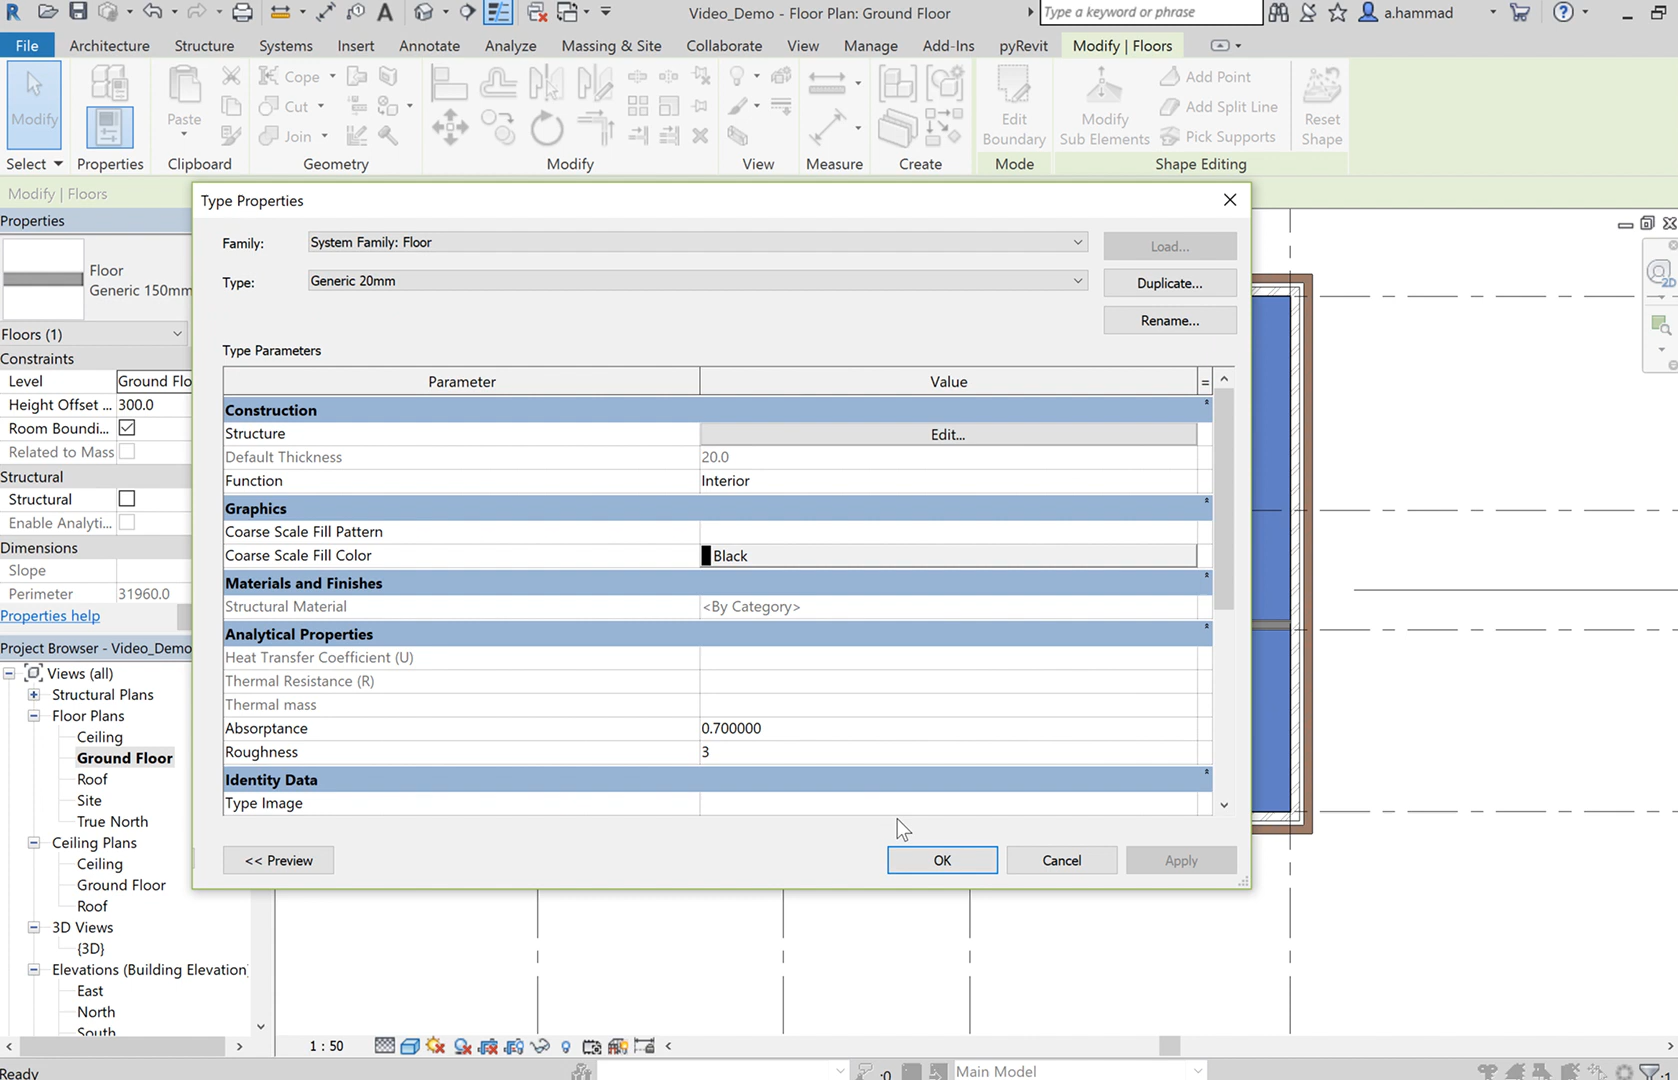 Video_Demo - Floor Plan: Ground Floor
Type a keyword or phrase
a.hammad
File
Architecture
Structure
Systems
Insert
Annotate
Analyze
Massing & Site
Collaborate
View
Manage
Add-Ins
pyRevit
Modify | Floors
Modify
Paste
Cope
Cut
Join
Edit
Boundary
Modify
Sub Elements
Add Point
Add Split Line
Pick Supports
Reset
Shape
Select
Properties
Clipboard
Geometry
Modify
View
Measure
Create
Mode
Shape Editing
Modify | Floors
Properties
Floor
Generic 150mm
Floors (1)
Constraints
Level
Ground Flo
Height Offset ...
300.0
Room Boundi...
Related to Mass
Structural
Structural
Enable Analyti...
Dimensions
Slope
Perimeter
31960.0
Properties help
Project Browser - Video_Demo
Views (all)
Structural Plans
Floor Plans
Ceiling
Ground Floor
Roof
Site
True North
Ceiling Plans
Ceiling
Ground Floor
Roof
3D Views
{3D}
Elevations (Building Elevation)
East
North
South
Type Properties
Family:
System Family: Floor
Load...
Type:
Generic 20mm
Duplicate...
Rename...
Type Parameters
Parameter
Value
=
Construction
Structure
Edit...
Default Thickness
20.0
Function
Interior
Graphics
Coarse Scale Fill Pattern
Coarse Scale Fill Color
Black
Materials and Finishes
Structural Material
<By Category>
Analytical Properties
Heat Transfer Coefficient (U)
Thermal Resistance (R)
Thermal mass
Absorptance
0.700000
Roughness
3
Identity Data
Type Image
<< Preview
OK
Cancel
Apply
2D
1 : 50
Ready
:0
Main Model
:1